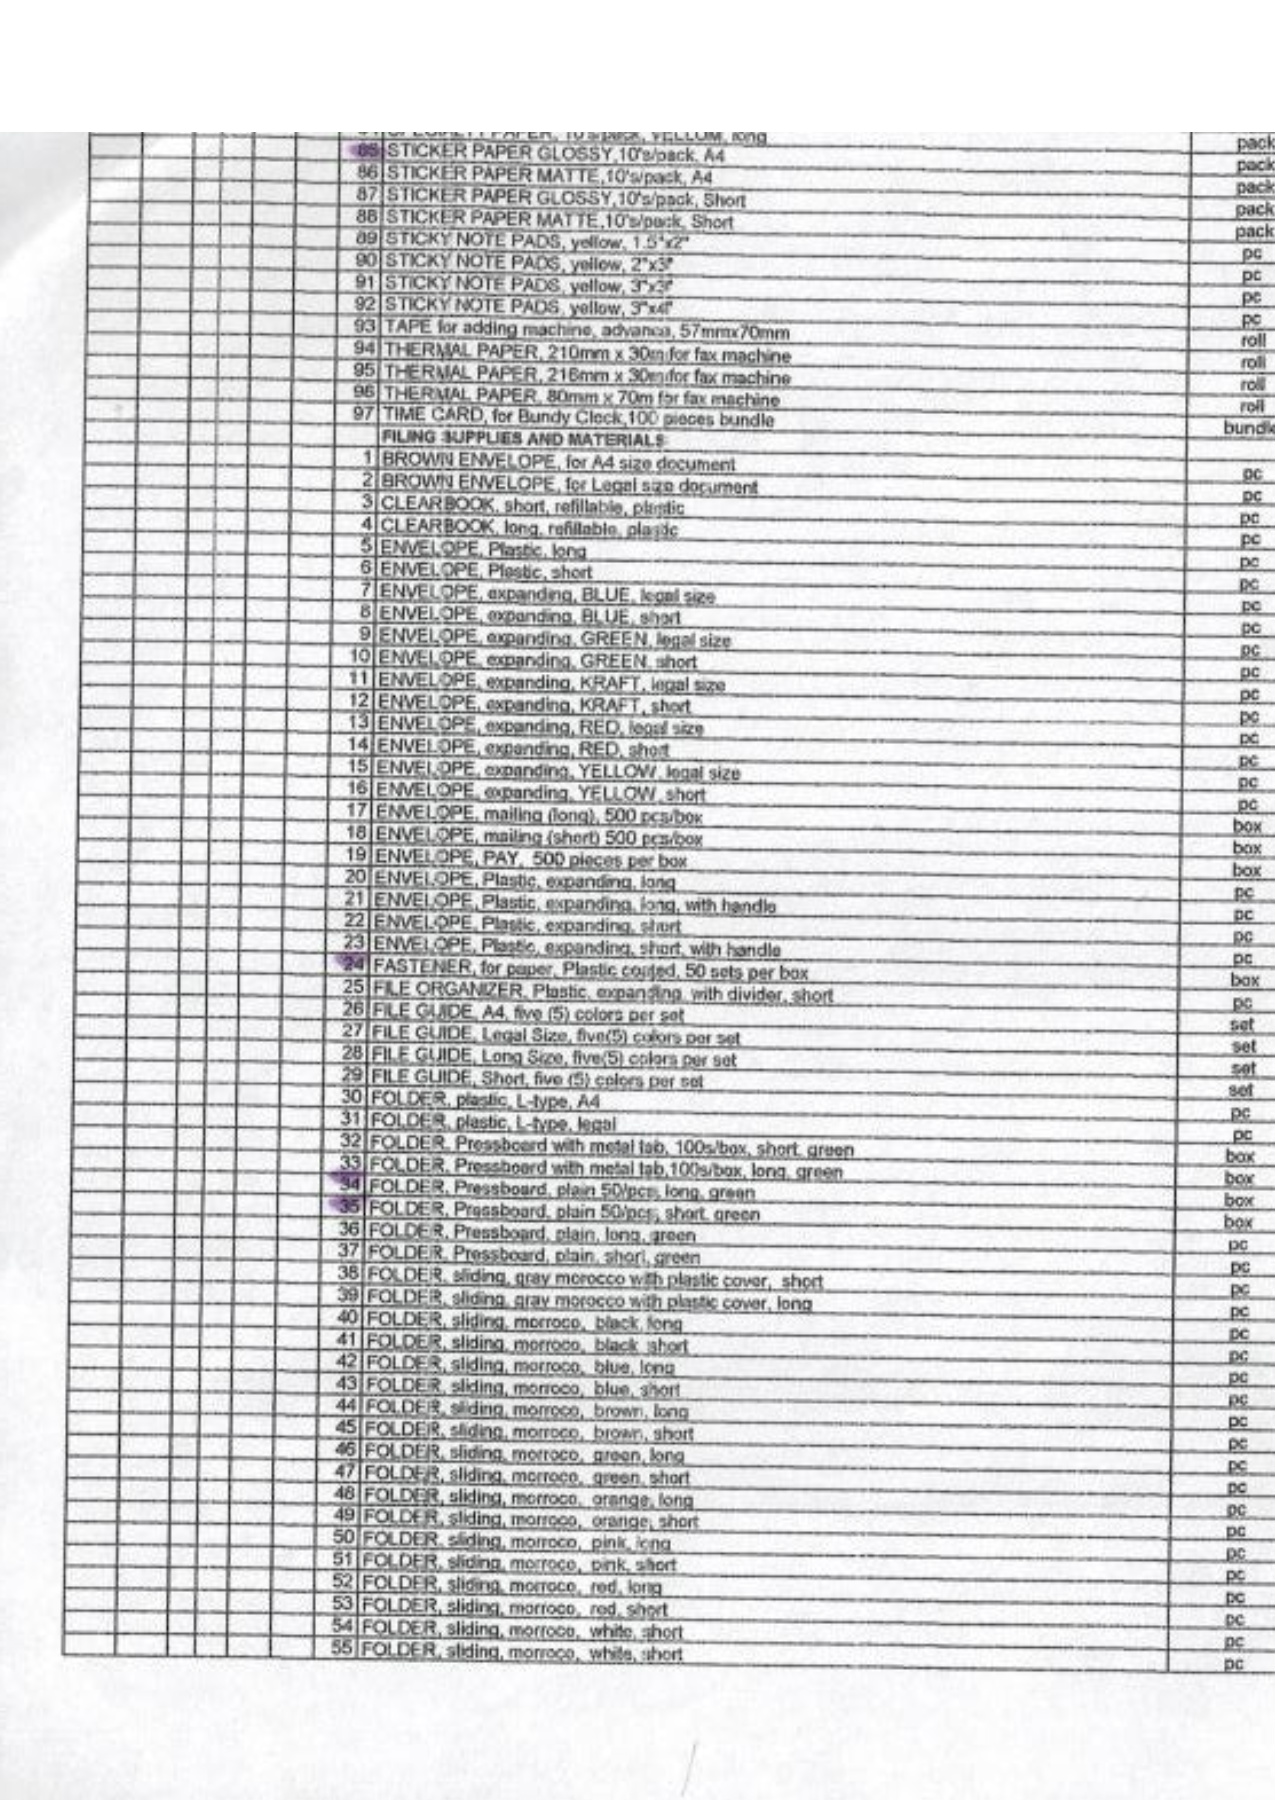 84 SPECIALTY PAPER, 10's/pack, VELLUM, long pack
85 STICKER PAPER GLOSSY,10's/pack, A4 pack
86 STICKER PAPER MATTE,10's/pack, A4 pack
87 STICKER PAPER GLOSSY,10's/pack, Short pack
88 STICKER PAPER MATTE,10's/pack, Short pack
89 STICKY NOTE PADS, yellow, 1.5"x2" pc
90 STICKY NOTE PADS, yellow, 2"x3" pc
91 STICKY NOTE PADS, yellow, 3"x3" pc
92 STICKY NOTE PADS, yellow, 3"x4" pc
93 TAPE for adding machine, advance, 57mmx70mm roll
94 THERMAL PAPER, 210mm x 30m for fax machine roll
95 THERMAL PAPER, 216mm x 30m for fax machine roll
96 THERMAL PAPER, 80mm x 70m for fax machine roll
97 TIME CARD, for Bundy Clock,100 pieces bundle bundle
FILING SUPPLIES AND MATERIALS
1 BROWN ENVELOPE, for A4 size document pc
2 BROWN ENVELOPE, for Legal size document pc
3 CLEARBOOK, short, refillable, plastic pc
4 CLEARBOOK, long, refillable, plastic pc
5 ENVELOPE, Plastic, long pc
6 ENVELOPE, Plastic, short pc
7 ENVELOPE, expanding, BLUE, legal size pc
8 ENVELOPE, expanding, BLUE, short pc
9 ENVELOPE, expanding, GREEN, legal size pc
10 ENVELOPE, expanding, GREEN, short pc
11 ENVELOPE, expanding, KRAFT, legal size pc
12 ENVELOPE, expanding, KRAFT, short pc
13 ENVELOPE, expanding, RED, legal size pc
14 ENVELOPE, expanding, RED, short pc
15 ENVELOPE, expanding, YELLOW, legal size pc
16 ENVELOPE, expanding, YELLOW, short pc
17 ENVELOPE, mailing (long), 500 pcs/box box
18 ENVELOPE, mailing (short) 500 pcs/box box
19 ENVELOPE, PAY, 500 pieces per box box
20 ENVELOPE, Plastic, expanding, long pc
21 ENVELOPE, Plastic, expanding, long, with handle pc
22 ENVELOPE, Plastic, expanding, short pc
23 ENVELOPE, Plastic, expanding, short, with handle pc
24 FASTENER, for paper, Plastic coated, 50 sets per box box
25 FILE ORGANIZER, Plastic, expanding, with divider, short pc
26 FILE GUIDE, A4, five (5) colors per set set
27 FILE GUIDE, Legal Size, five(5) colors per set set
28 FILE GUIDE, Long Size, five(5) colors per set set
29 FILE GUIDE, Short, five (5) colors per set set
30 FOLDER, plastic, L-type, A4 pc
31 FOLDER, plastic, L-type, legal pc
32 FOLDER, Pressboard with metal tab, 100s/box, short, green box
33 FOLDER, Pressboard with metal tab,100s/box, long, green box
34 FOLDER, Pressboard, plain 50/pcs, long, green box
35 FOLDER, Pressboard, plain 50/pcs, short, green box
36 FOLDER, Pressboard, plain, long, green pc
37 FOLDER, Pressboard, plain, short, green pc
38 FOLDER, sliding, gray morocco with plastic cover, short pc
39 FOLDER, sliding, gray morocco with plastic cover, long pc
40 FOLDER, sliding, morroco, black, long pc
41 FOLDER, sliding, morroco, black, short pc
42 FOLDER, sliding, morroco, blue, long pc
43 FOLDER, sliding, morroco, blue, short pc
44 FOLDER, sliding, morroco, brown, long pc
45 FOLDER, sliding, morroco, brown, short pc
46 FOLDER, sliding, morroco, green, long pc
47 FOLDER, sliding, morroco, green, short pc
48 FOLDER, sliding, morroco, orange, long pc
49 FOLDER, sliding, morroco, orange, short pc
50 FOLDER, sliding, morroco, pink, long pc
51 FOLDER, sliding, morroco, pink, short pc
52 FOLDER, sliding, morroco, red, long pc
53 FOLDER, sliding, morroco, red, short pc
54 FOLDER, sliding, morroco, white, short pc
55 FOLDER, sliding, morroco, white, short pc